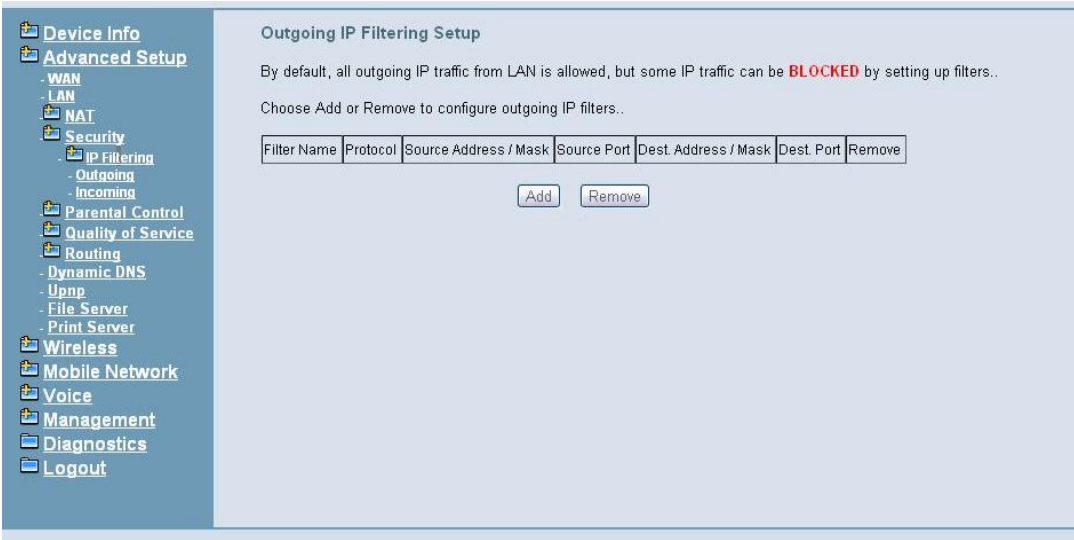 Device Info
Advanced Setup
- WAN
- LAN
NAT
Security
- IP Filtering
- Outgoing
- Incoming
Parental Control
Quality of Service
Routing
- Dynamic DNS
- Upnp
- File Server
- Print Server
Wireless
Mobile Network
Voice
Management
Diagnostics
Logout
Outgoing IP Filtering Setup
By default, all outgoing IP traffic from LAN is allowed, but some IP traffic can be BLOCKED by setting up filters..
Choose Add or Remove to configure outgoing IP filters..
Filter Name Protocol Source Address / Mask Source Port Dest. Address / Mask Dest. Port Remove
Add Remove